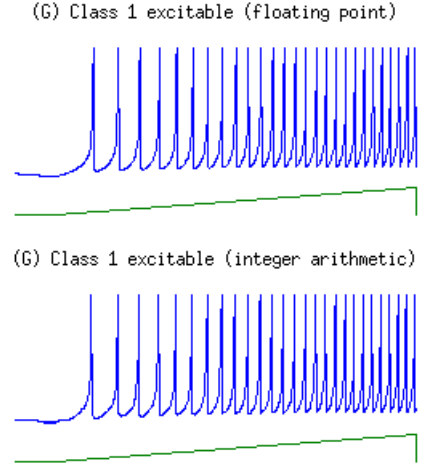 (G) Class 1 excitable (floating point)
(G) Class 1 excitable (integer arithmetic)